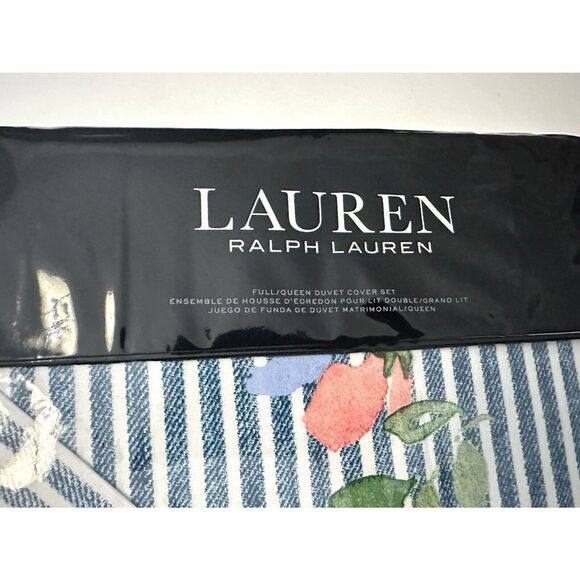 LAUREN
RALPH LAUREN
FULL/QUEEN DUVET COVER SET
ENSEMBLE DE HOUSSE D'ÉDREDON POUR LIT DOUBLE/GRAND LIT
JUEGO DE FUNDA DE DUVET MATRIMONIAL/QUEEN